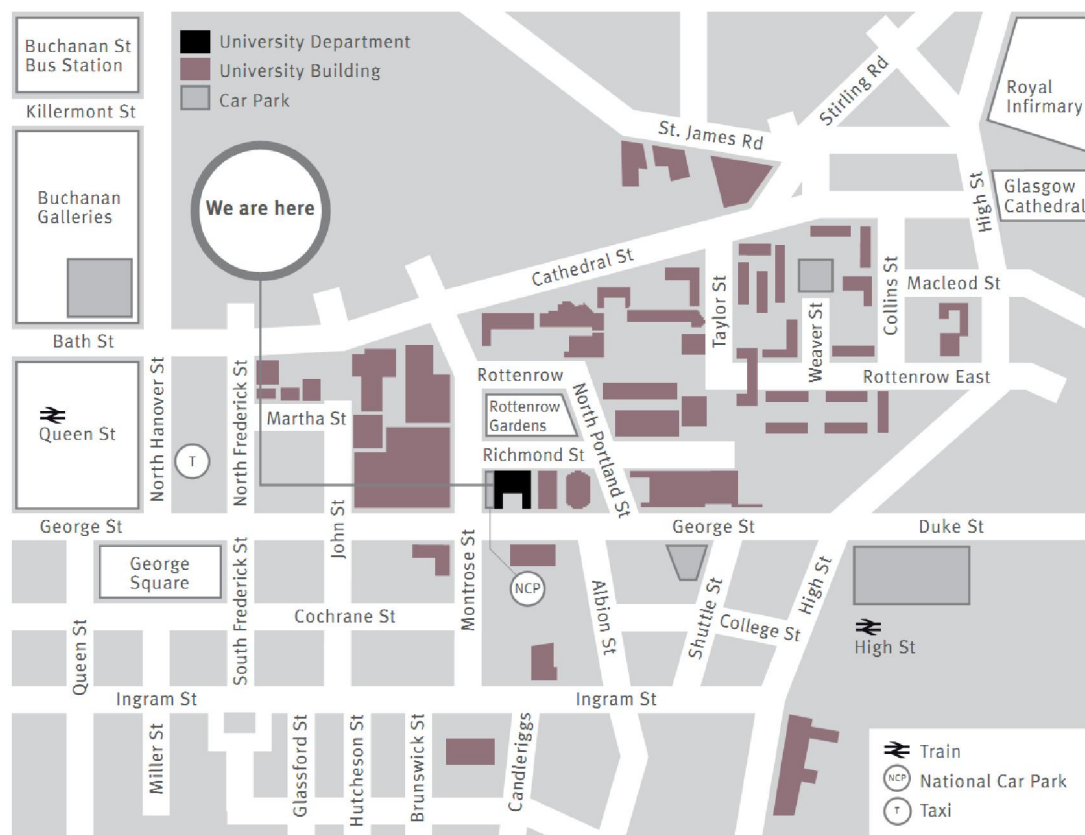 Buchanan St
Bus Station
Killermont St
University Department
University Building
Car Park
Stirling Rd
St. James Rd
Royal
Infirmary
Buchanan
Galleries
We are here
High St
Glasgow
Cathedral
Cathedral St
Taylor St
Weaver St
Collins St
Macleod St
Bath St
Rottenrow
Rottenrow East
North Hanover St
North Frederick St
Martha St
Rottenrow
Gardens
North Portland St
Queen St
T
Richmond St
George St
John St
Montrose St
George St
Duke St
George
Square
South Frederick St
NCP
Albion St
Shuttle St
High St
Cochrane St
College St
High St
Queen St
Ingram St
Ingram St
Miller St
Glassford St
Hutcheson St
Brunswick St
Candleriggs
Train
NCP
National Car Park
T
Taxi